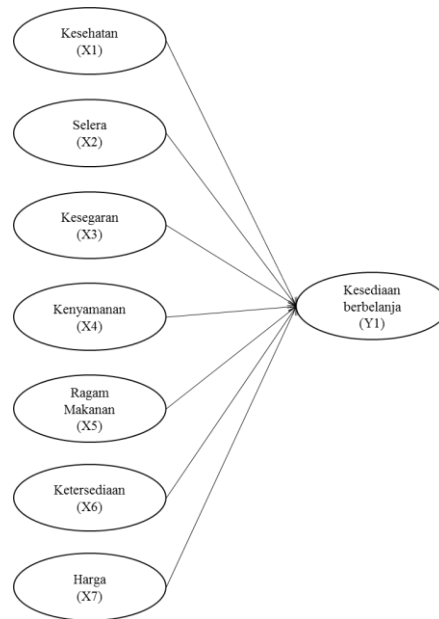 Kesehatan
(X1)
Selera
(X2)
Kesegaran
(X3)
Kenyamanan
(X4)
Ragam
Makanan
(X5)
Ketersediaan
(X6)
Harga
(X7)
Kesediaan
berbelanja
(Y1)